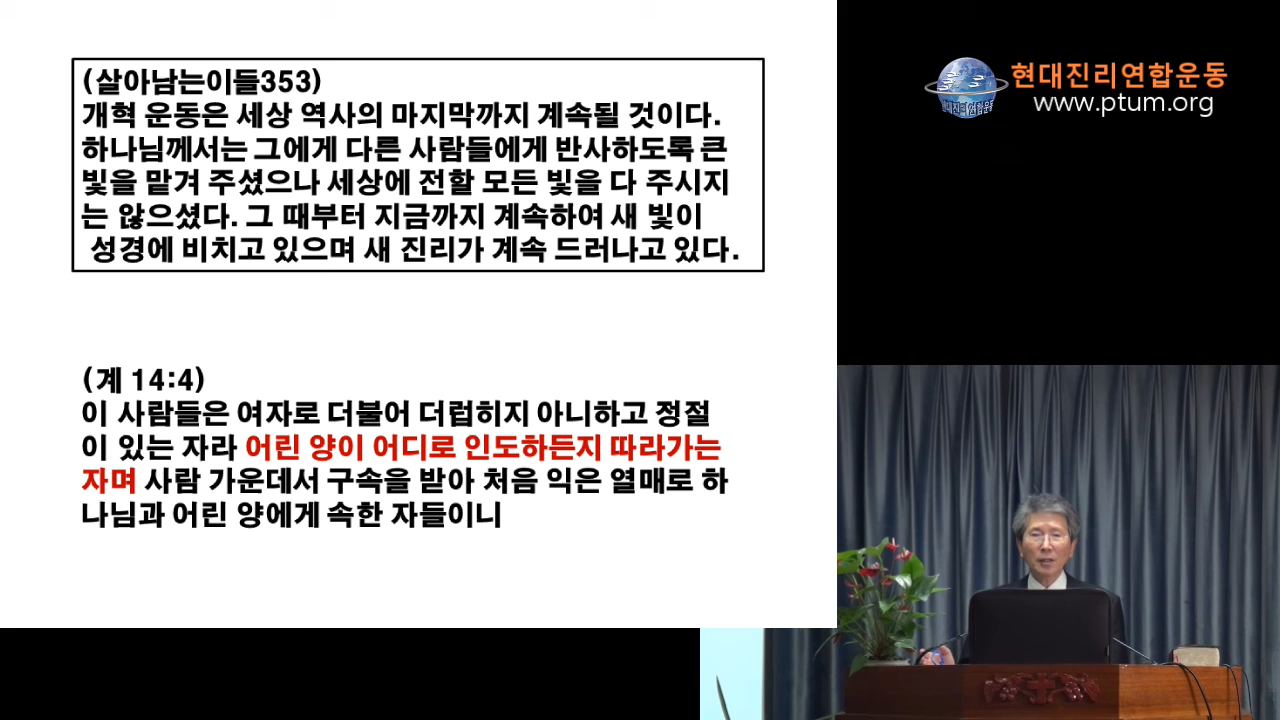 (살아남는이들353)
개혁 운동은 세상 역사의 마지막까지 계속될 것이다.
하나님께서는 그에게 다른 사람들에게 반사하도록 큰
빛을 맡겨 주셨으나 세상에 전할 모든 빛을 다 주시지
는 않으셨다. 그 때부터 지금까지 계속하여 새 빛이
성경에 비치고 있으며 새 진리가 계속 드러나고 있다.
(계 14:4)
이 사람들은 여자로 더불어 더럽히지 아니하고 정절
이 있는 자라 어린 양이 어디로 인도하든지 따라가는
자며 사람 가운데서 구속을 받아 처음 익은 열매로 하
나님과 어린 양에게 속한 자들이니
현대진리연합운동
www.ptum.org
현대진리연합운동